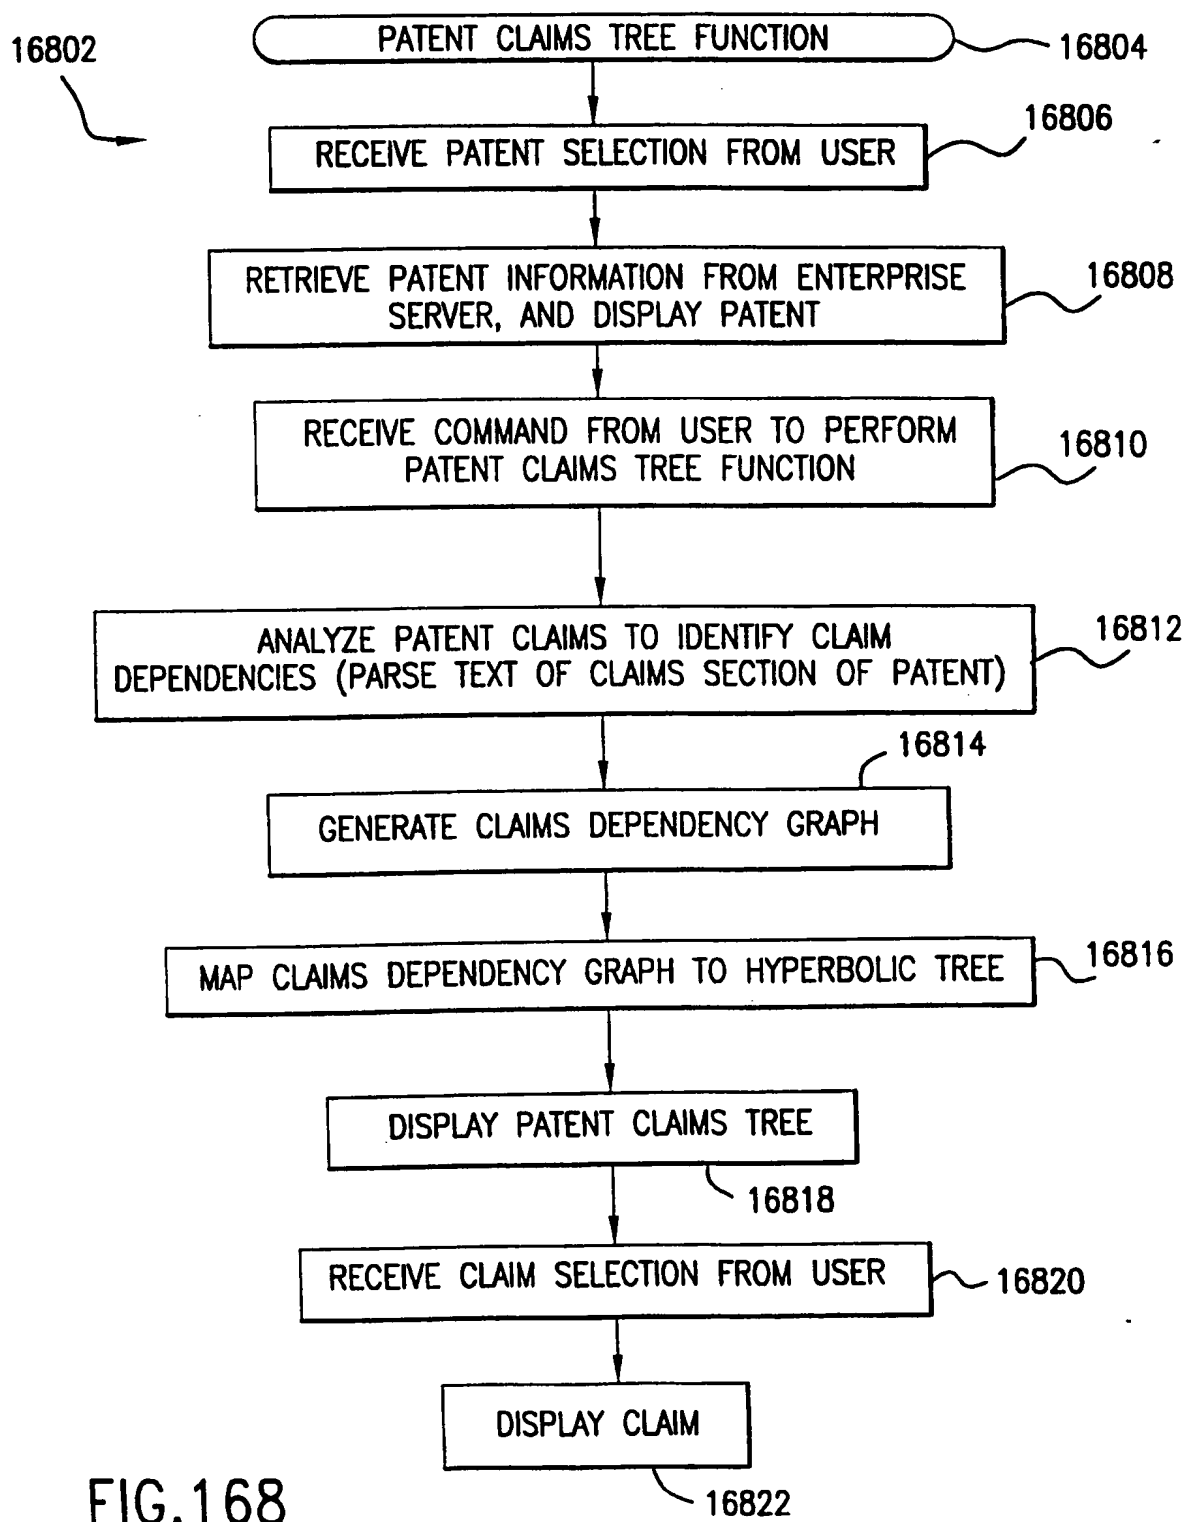 PATENT CLAIMS TREE FUNCTION
16804
16802
RECEIVE PATENT SELECTION FROM USER
16806
RETRIEVE PATENT INFORMATION FROM ENTERPRISE
SERVER, AND DISPLAY PATENT
16808
RECEIVE COMMAND FROM USER TO PERFORM
PATENT CLAIMS TREE FUNCTION
16810
ANALYZE PATENT CLAIMS TO IDENTIFY CLAIM
DEPENDENCIES (PARSE TEXT OF CLAIMS SECTION OF PATENT)
16812
16814
GENERATE CLAIMS DEPENDENCY GRAPH
MAP CLAIMS DEPENDENCY GRAPH TO HYPERBOLIC TREE
16816
DISPLAY PATENT CLAIMS TREE
16818
RECEIVE CLAIM SELECTION FROM USER
16820
DISPLAY CLAIM
16822
FIG.168